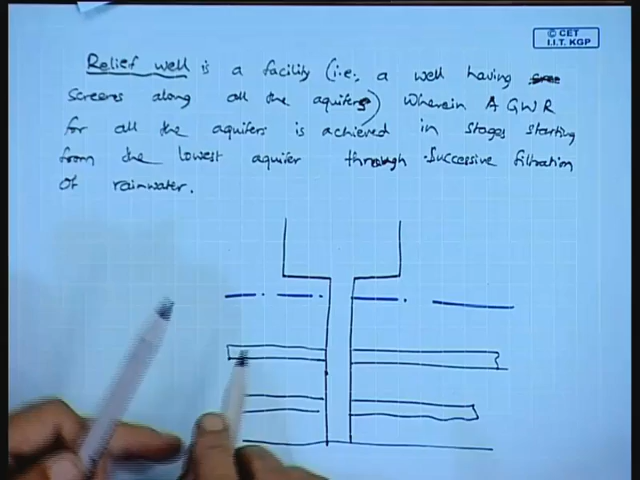 © CET
I.I.T. KGP
Relief well is a facility (i.e., a well having
screens along all the aquifers) Wherein AGWR
for all the aquifers is achieved in stages starting
from the lowest aquifer through successive filtration
of rainwater.